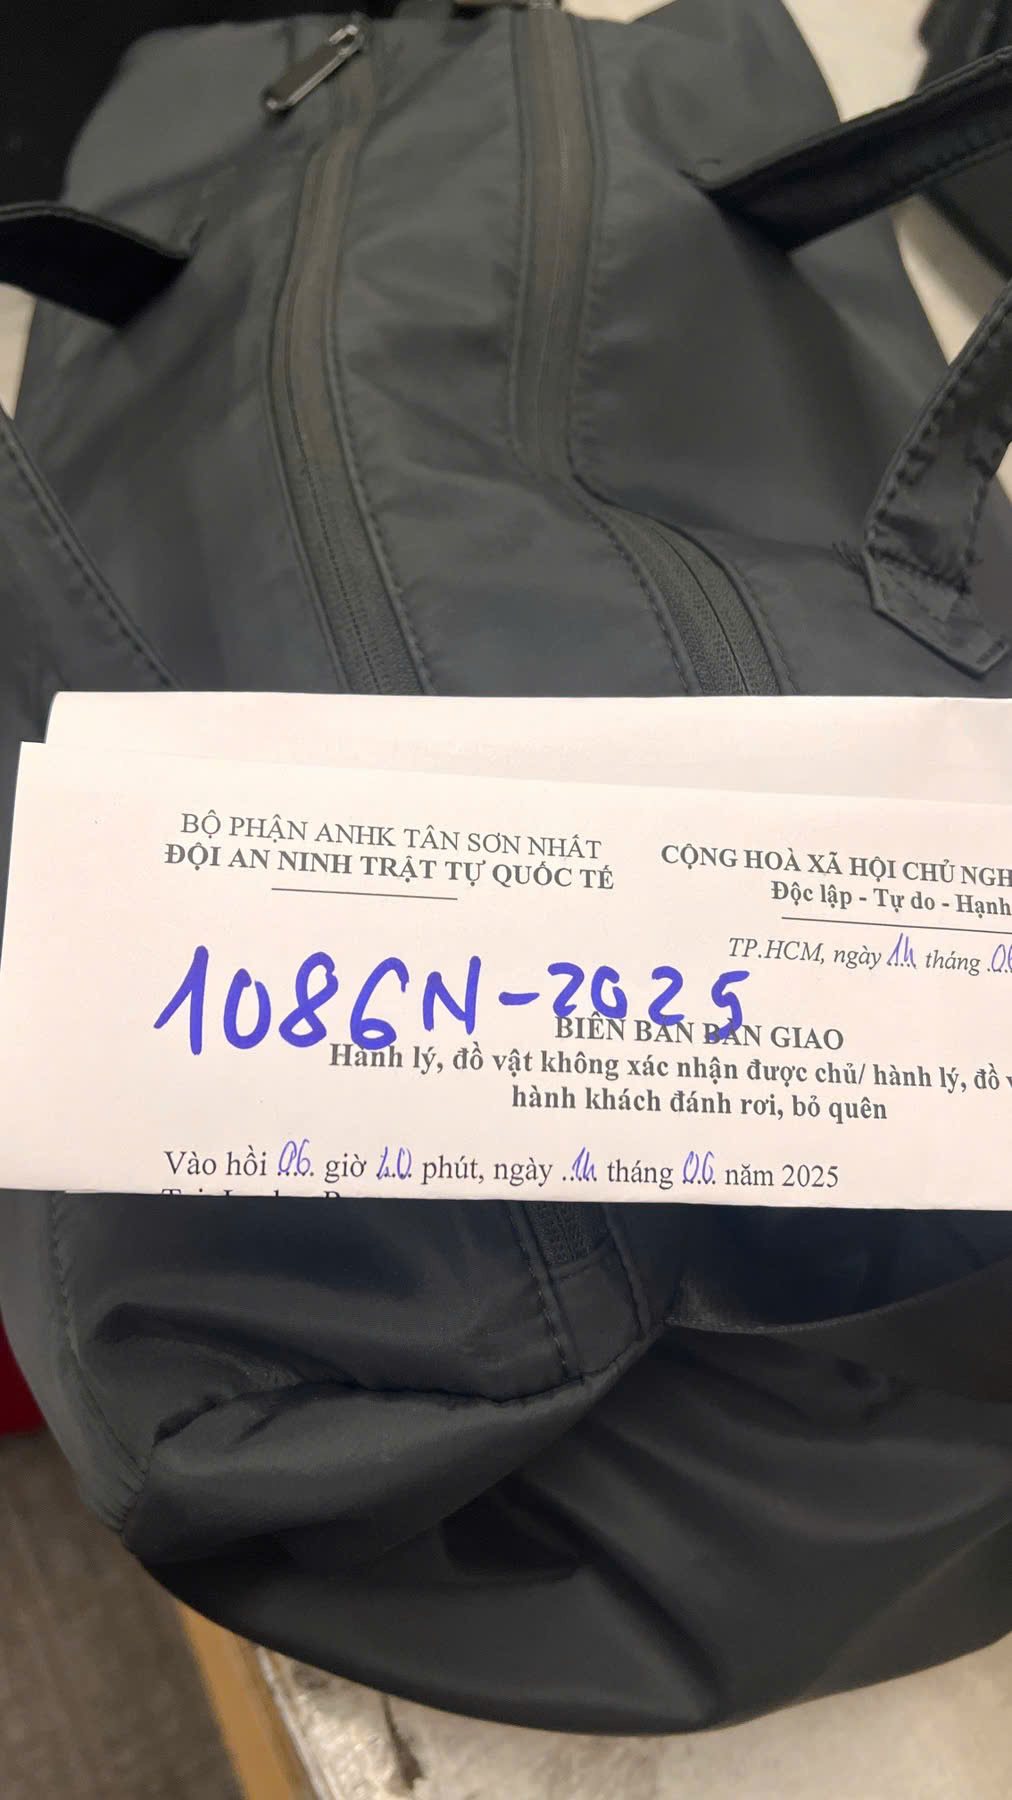 BỘ PHẬN ANHK TÂN SƠN NHẤT
ĐỘI AN NINH TRẬT TỰ QUỐC TẾ
CỘNG HOÀ XÃ HỘI CHỦ NGH
Độc lập - Tự do - Hạnh
TP.HCM, ngày 14 tháng 06
1086N-2025
BIÊN BẢN BÀN GIAO
Hành lý, đồ vật không xác nhận được chủ/ hành lý, đồ
hành khách đánh rơi, bỏ quên
Vào hồi 06 giờ 10 phút, ngày 14 tháng 06 năm 2025